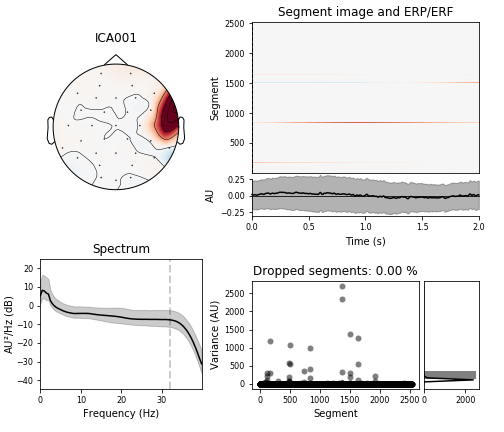 ICA001
Segment image and ERP/ERF
2500
2000
1500
1000
500
Segment
0.25
0.00
−0.25
AU
0.0 0.5 1.0 1.5 2.0
Time (s)
Spectrum
20
10
0
−10
−20
−30
−40
AU²/Hz (dB)
0 10 20 30
Frequency (Hz)
Dropped segments: 0.00 %
2500
2000
1500
1000
500
0
Variance (AU)
0 500 1000 1500 2000 2500
Segment
0 2000